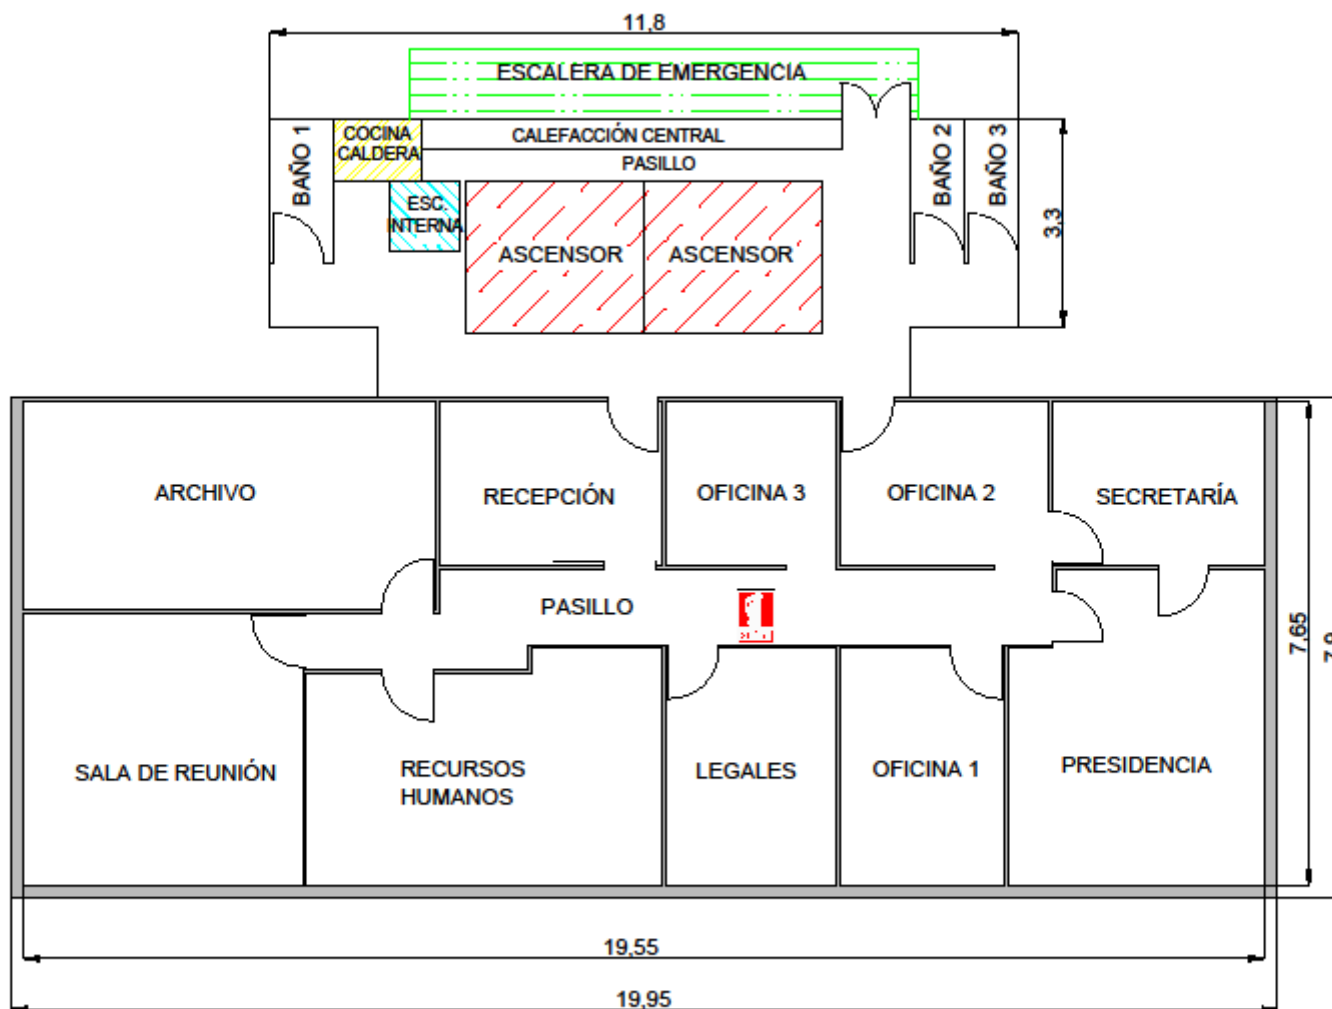 11,8
ESCALERA DE EMERGENCIA
BAÑO 1
COCINA
CALDERA
CALEFACCIÓN CENTRAL
PASILLO
BAÑO 2
BAÑO 3
ESC.
INTERNA
ASCENSOR
ASCENSOR
3,3
ARCHIVO
RECEPCIÓN
OFICINA 3
OFICINA 2
SECRETARÍA
PASILLO
7,65
SALA DE REUNIÓN
RECURSOS
HUMANOS
LEGALES
OFICINA 1
PRESIDENCIA
19,55
19,95